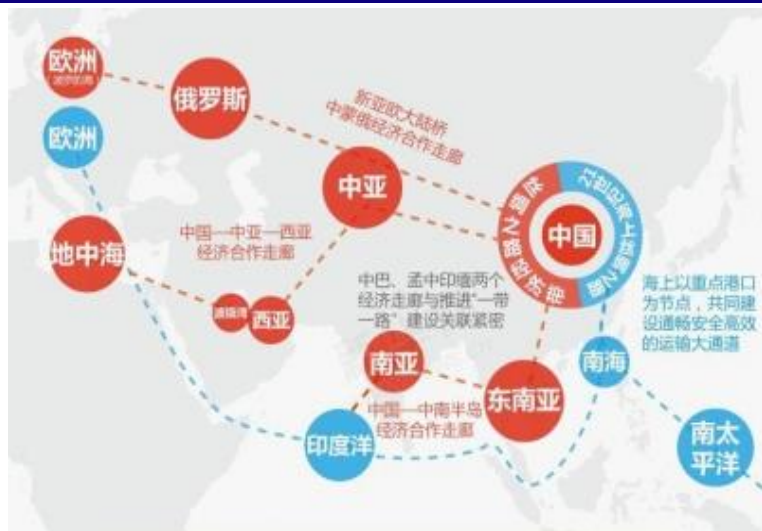 欧洲
俄罗斯
欧洲
新亚欧大陆桥
中蒙俄经济合作走廊
中亚
丝绸之路经济带
21世纪海上丝绸之路
中国
地中海
中国—中亚—西亚
经济合作走廊
西亚
中巴、孟中印缅两个
经济走廊与推进“一带
一路” 建设关联紧密
海上以重点港口
为节点，共同建
设通畅安全高效
的运输大通道
南亚
南海
东南亚
中国—中南半岛
经济合作走廊
印度洋
南太
平洋